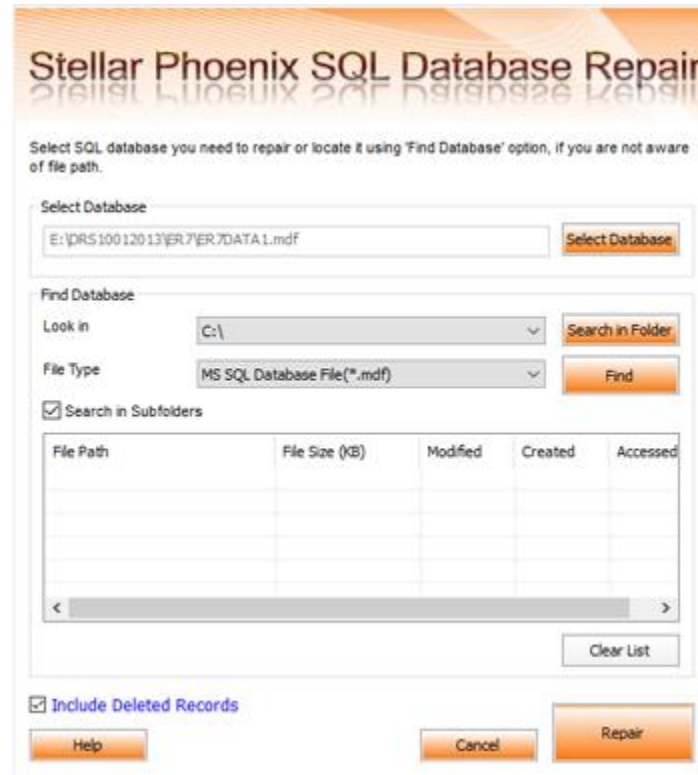 Stellar Phoenix SQL Database Repair
Select SQL database you need to repair or locate it using 'Find Database' option, if you are not aware
of file path.
Select Database
E:\DRS10012013\ER7\ER7DATA1.mdf
Select Database
Find Database
Look in
C:\
Search in Folder
File Type
MS SQL Database File(*.mdf)
Find
Search in Subfolders
File Path File Size (KB) Modified Created Accessed
Clear List
Include Deleted Records
Help
Cancel
Repair